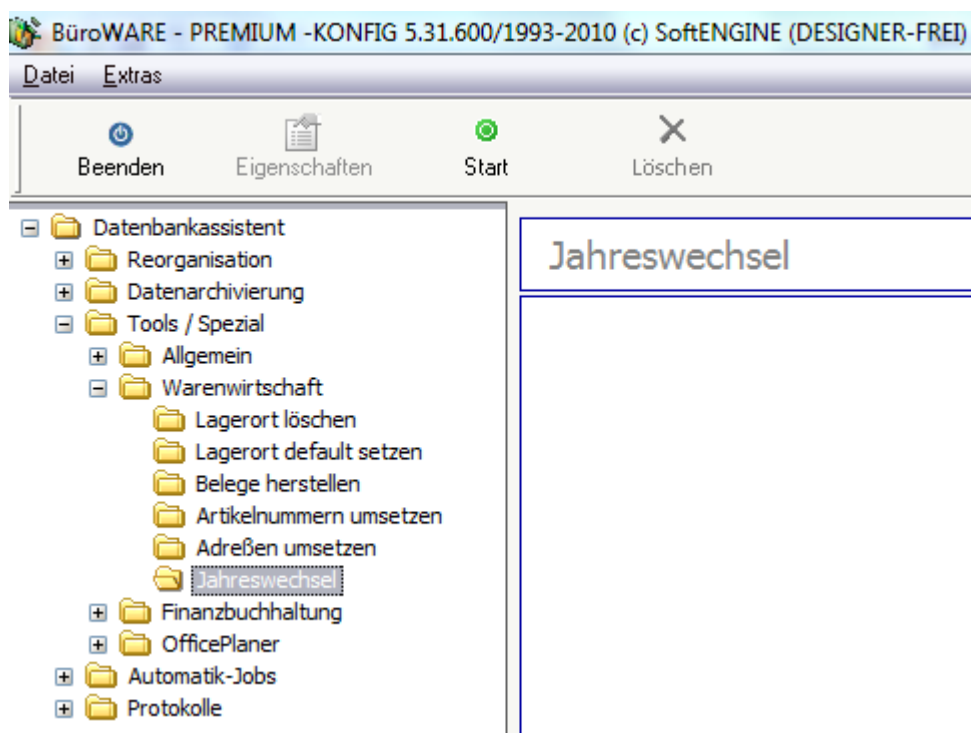 BüroWARE - PREMIUM -KONFIG 5.31.600/1993-2010 (c) SoftENGINE (DESIGNER-FREI)
Datei Extras
Beenden Eigenschaften Start Löschen
Datenbankassistent
Reorganisation
Datenarchivierung
Tools / Spezial
Allgemein
Warenwirtschaft
Lagerort löschen
Lagerort default setzen
Belege herstellen
Artikelnummern umsetzen
Adreßen umsetzen
Jahreswechsel
Finanzbuchhaltung
OfficePlaner
Automatik-Jobs
Protokolle
Jahreswechsel